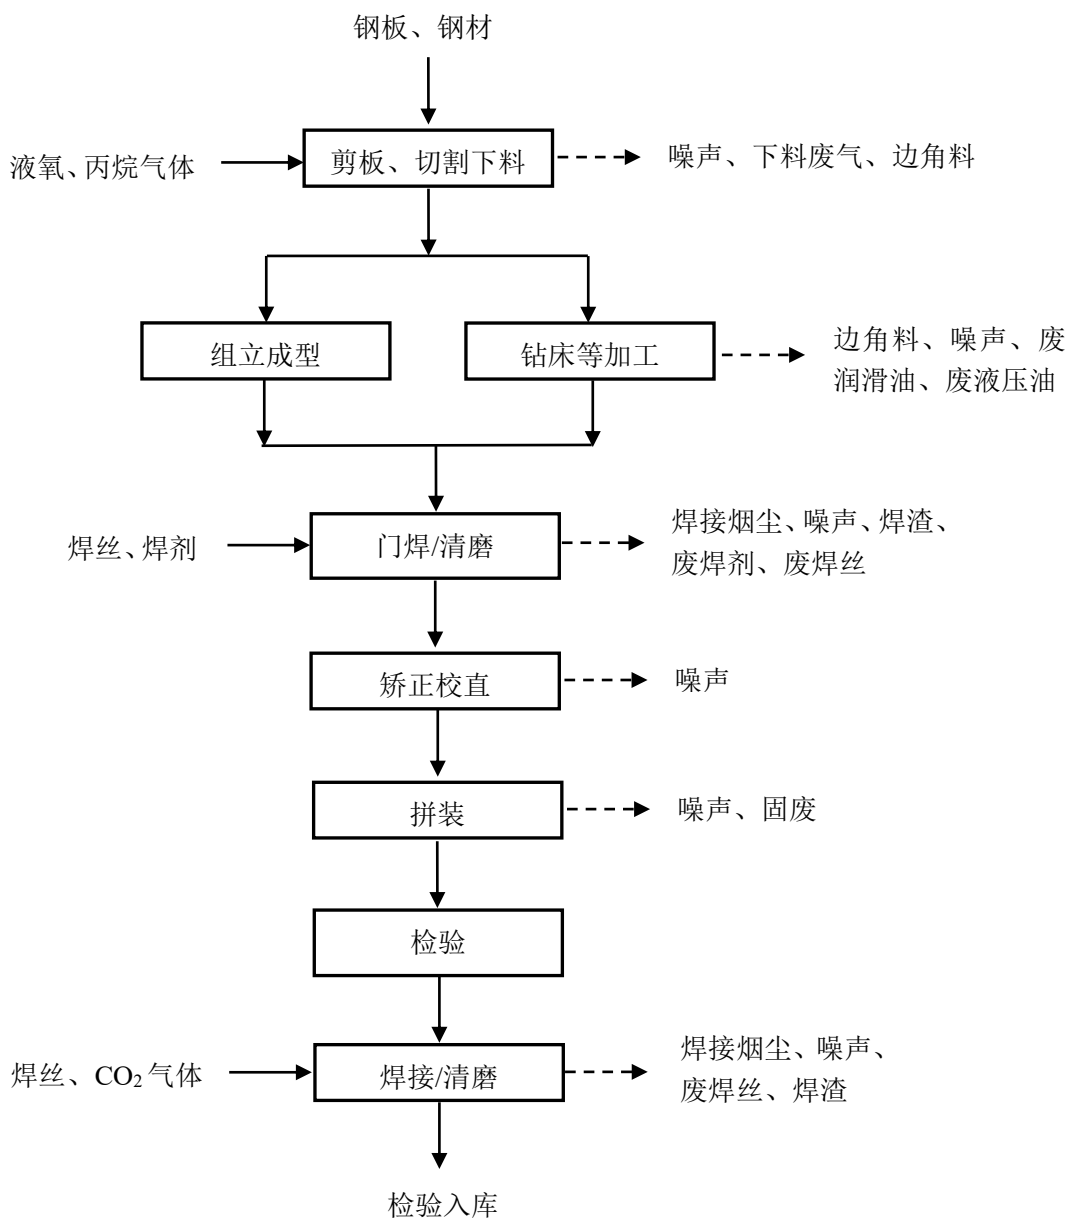 钢板、钢材
液氧、丙烷气体
剪板、切割下料
噪声、下料废气、边角料
组立成型
钻床等加工
边角料、噪声、废
润滑油、废液压油
焊丝、焊剂
门焊/清磨
焊接烟尘、噪声、焊渣、
废焊剂、废焊丝
矫正校直
噪声
拼装
噪声、固废
检验
焊丝、CO₂气体
焊接/清磨
焊接烟尘、噪声、
废焊丝、焊渣
检验入库